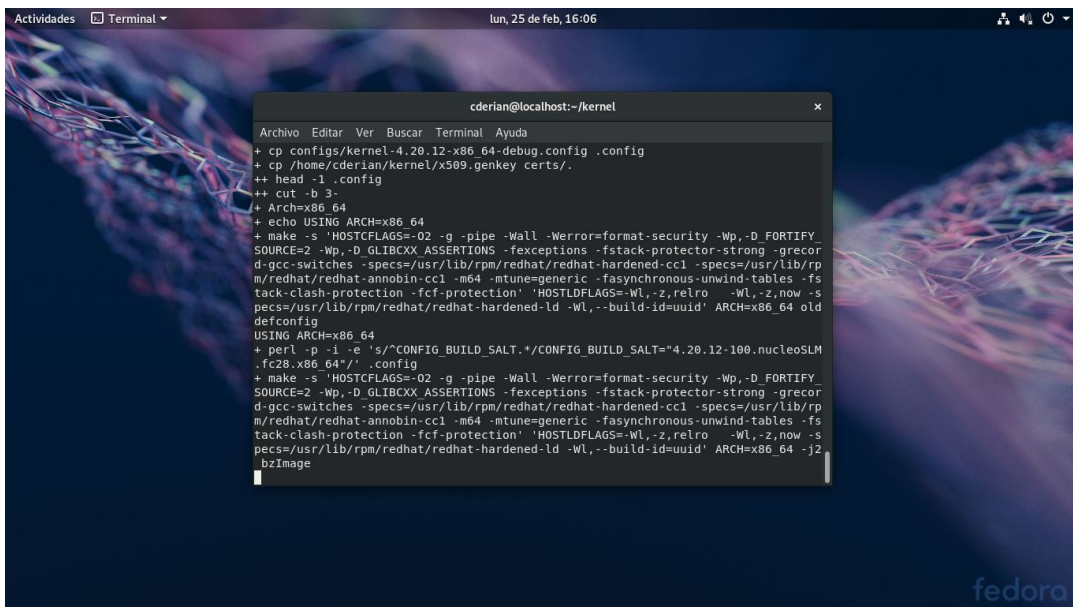 Actividades Terminal lun, 25 de feb, 16:06
cderian@localhost:~/kernel ×
Archivo Editar Ver Buscar Terminal Ayuda
+ cp configs/kernel-4.20.12-x86_64-debug.config .config
+ cp /home/cderian/kernel/x509.genkey certs/.
++ head -1 .config
++ cut -b 3-
+ Arch=x86_64
+ echo USING ARCH=x86_64
+ make -s 'HOSTCFLAGS=-O2 -g -pipe -Wall -Werror=format-security -Wp,-D_FORTIFY_
SOURCE=2 -Wp,-D_GLIBCXX_ASSERTIONS -fexceptions -fstack-protector-strong -grecor
d-gcc-switches -specs=/usr/lib/rpm/redhat/redhat-hardened-cc1 -specs=/usr/lib/rp
m/redhat/redhat-annobin-cc1 -m64 -mtune=generic -fasynchronous-unwind-tables -fs
tack-clash-protection -fcf-protection' 'HOSTLDFLAGS=-Wl,-z,relro   -Wl,-z,now -s
pecs=/usr/lib/rpm/redhat/redhat-hardened-ld -Wl,--build-id=uuid' ARCH=x86_64 old
defconfig
USING ARCH=x86_64
+ perl -p -i -e 's/^CONFIG_BUILD_SALT.*/CONFIG_BUILD_SALT="4.20.12-100.nucleoSLM
.fc28.x86_64"/' .config
+ make -s 'HOSTCFLAGS=-O2 -g -pipe -Wall -Werror=format-security -Wp,-D_FORTIFY_
SOURCE=2 -Wp,-D_GLIBCXX_ASSERTIONS -fexceptions -fstack-protector-strong -grecor
d-gcc-switches -specs=/usr/lib/rpm/redhat/redhat-hardened-cc1 -specs=/usr/lib/rp
m/redhat/redhat-annobin-cc1 -m64 -mtune=generic -fasynchronous-unwind-tables -fs
tack-clash-protection -fcf-protection' 'HOSTLDFLAGS=-Wl,-z,relro   -Wl,-z,now -s
pecs=/usr/lib/rpm/redhat/redhat-hardened-ld -Wl,--build-id=uuid' ARCH=x86_64 -j2
 bzImage
fedora